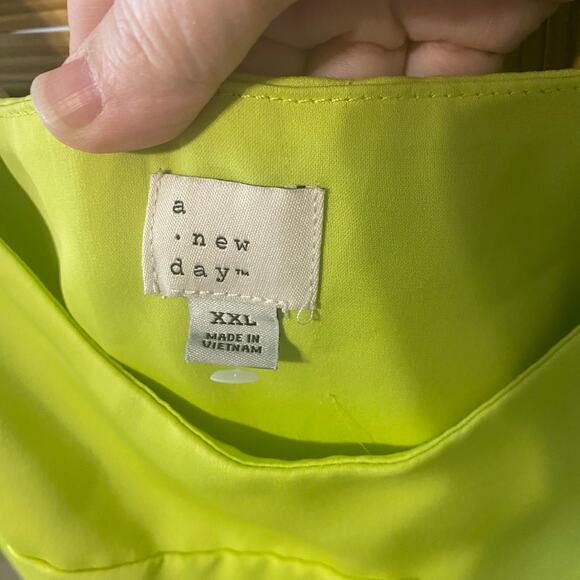 a
· new
day™
XXL
MADE IN
VIETNAM